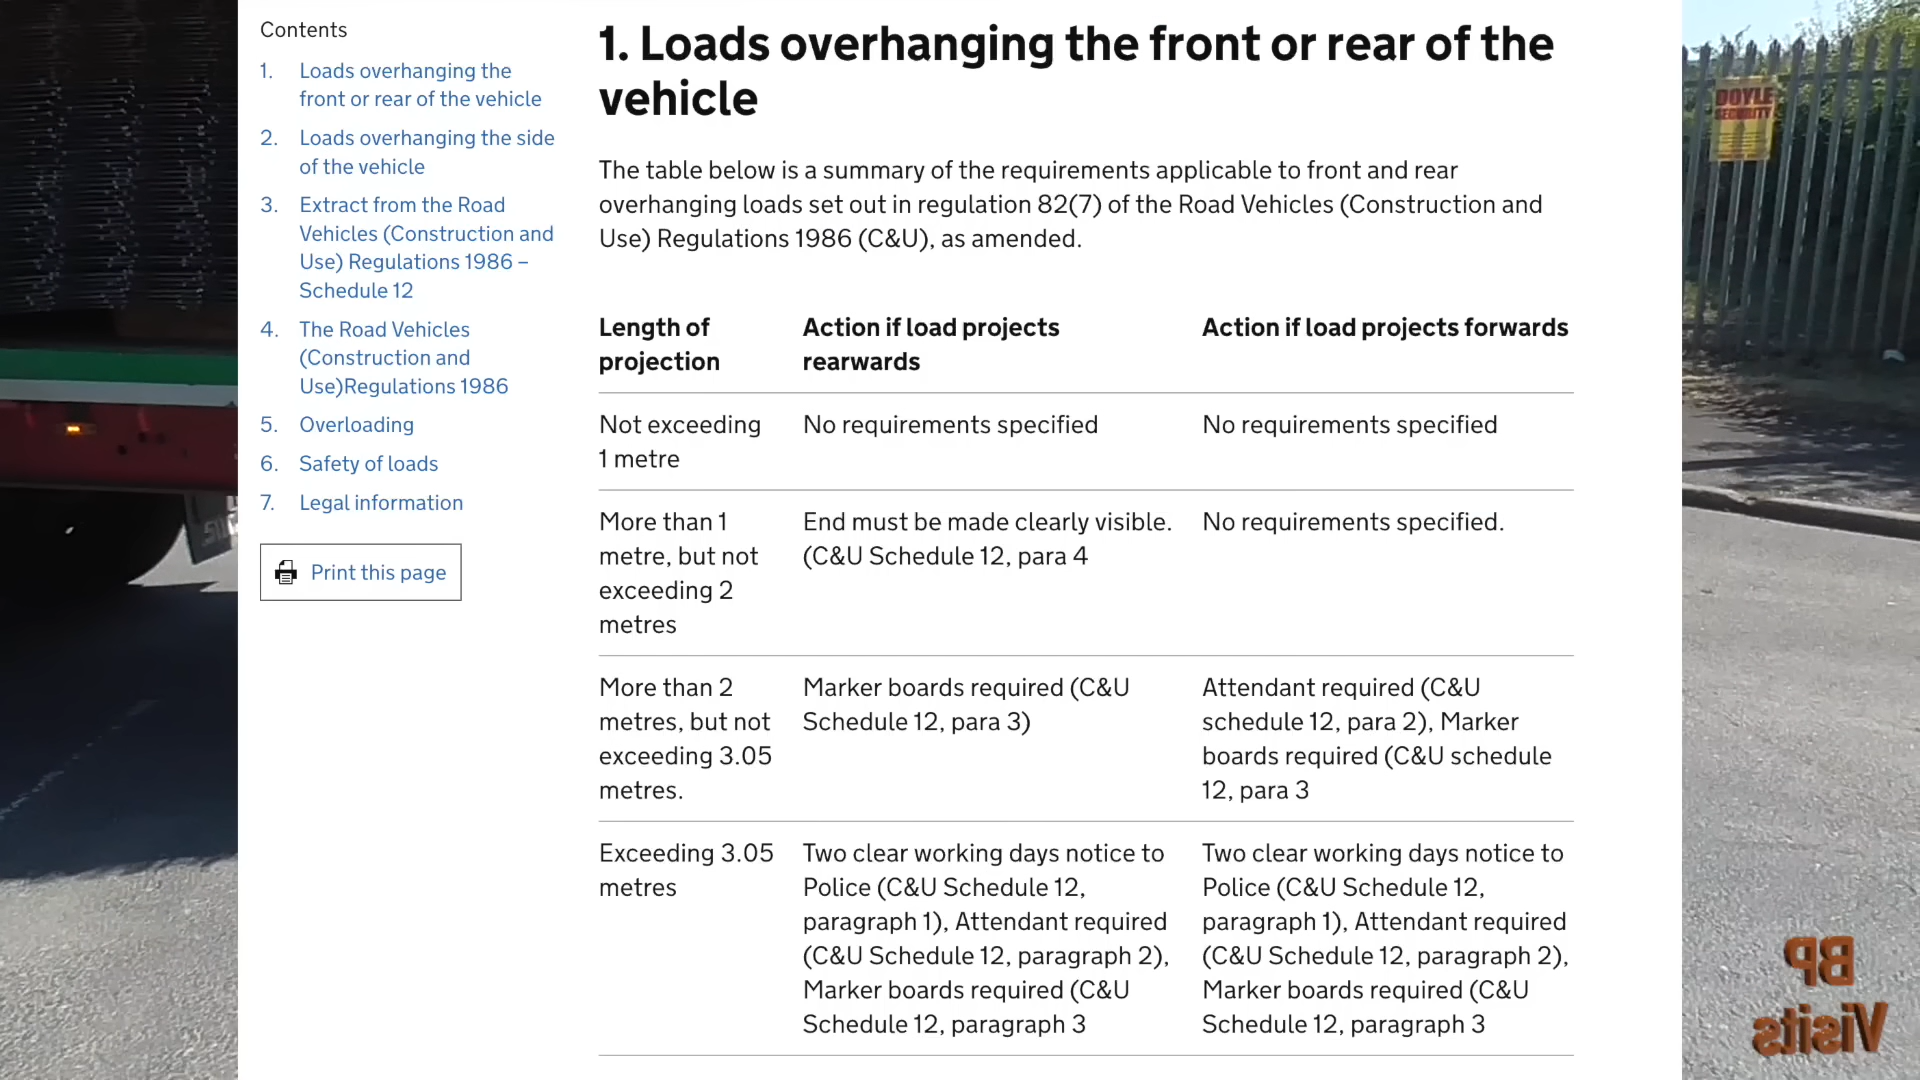 Contents
1. Loads overhanging the
front or rear of the vehicle
2. Loads overhanging the side
of the vehicle
3. Extract from the Road
Vehicles (Construction and
Use) Regulations 1986 –
Schedule 12
4. The Road Vehicles
(Construction and
Use)Regulations 1986
5. Overloading
6. Safety of loads
7. Legal information
Print this page
1. Loads overhanging the front or rear of the
vehicle
The table below is a summary of the requirements applicable to front and rear
overhanging loads set out in regulation 82(7) of the Road Vehicles (Construction and
Use) Regulations 1986 (C&U), as amended.
Length of
projection
Action if load projects
rearwards
Action if load projects forwards
Not exceeding
1 metre
No requirements specified
No requirements specified
More than 1
metre, but not
exceeding 2
metres
End must be made clearly visible.
(C&U Schedule 12, para 4
No requirements specified.
More than 2
metres, but not
exceeding 3.05
metres.
Marker boards required (C&U
Schedule 12, para 3)
Attendant required (C&U
schedule 12, para 2), Marker
boards required (C&U schedule
12, para 3
Exceeding 3.05
metres
Two clear working days notice to
Police (C&U Schedule 12,
paragraph 1), Attendant required
(C&U Schedule 12, paragraph 2),
Marker boards required (C&U
Schedule 12, paragraph 3
Two clear working days notice to
Police (C&U Schedule 12,
paragraph 1), Attendant required
(C&U Schedule 12, paragraph 2),
Marker boards required (C&U
Schedule 12, paragraph 3
DOYLE
SECURITY
BP
Visits